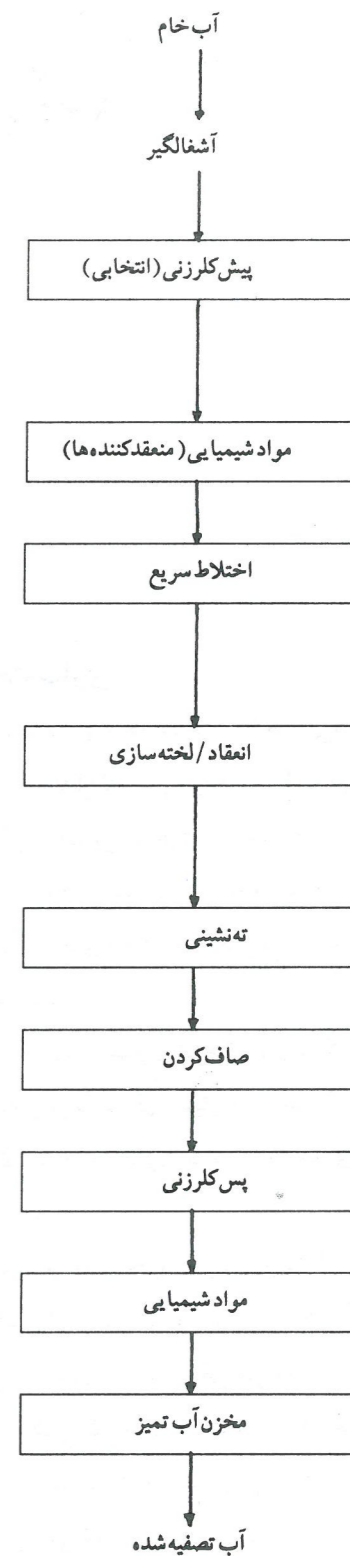 آب خام
آشغالگیر
پیش‌کلرزنی (انتخابی)
مواد شیمیایی (منعقدکننده‌ها)
اختلاط سریع
انعقاد/لخته‌سازی
ته‌نشینی
صاف‌کردن
پس‌کلرزنی
مواد شیمیایی
مخزن آب تمیز
آب تصفیه‌شده